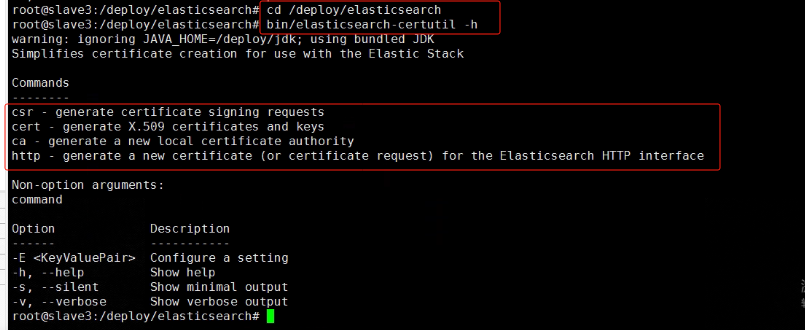 root@slave3:/deploy/elasticsearch# cd /deploy/elasticsearch
root@slave3:/deploy/elasticsearch# bin/elasticsearch-certutil -h
warning: ignoring JAVA_HOME=/deploy/jdk; using bundled JDK
Simplifies certificate creation for use with the Elastic Stack

Commands
--------
csr - generate certificate signing requests
cert - generate X.509 certificates and keys
ca - generate a new local certificate authority
http - generate a new certificate (or certificate request) for the Elasticsearch HTTP interface

Non-option arguments:
command

Option             Description
------             -----------
-E <KeyValuePair>  Configure a setting
-h, --help         Show help
-s, --silent       Show minimal output
-v, --verbose      Show verbose output
root@slave3:/deploy/elasticsearch#